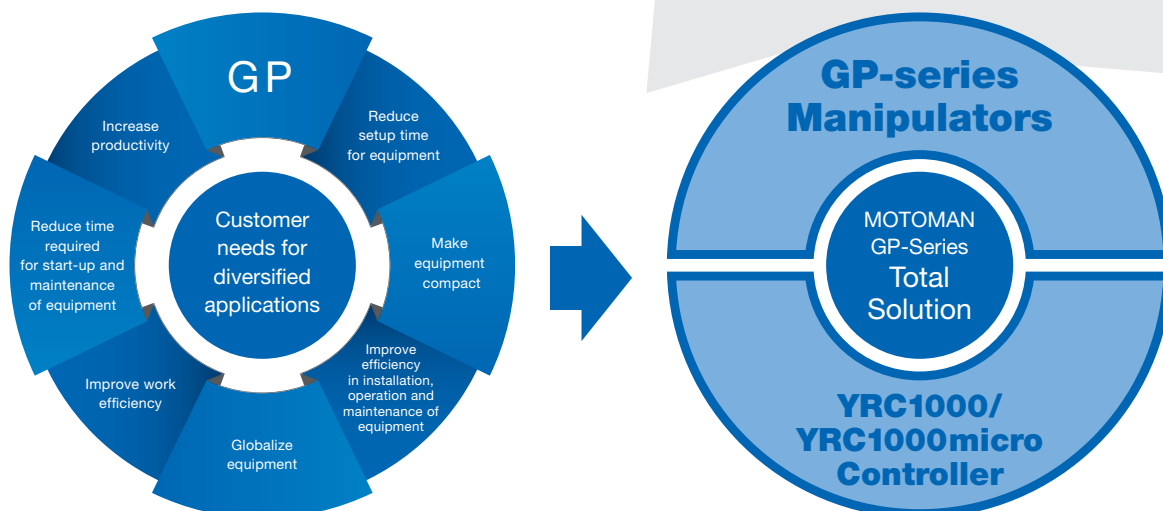 GP
Reduce
setup time
for equipment
Make
equipment
compact
Improve
efficiency
in installation,
operation and
maintenance of
equipment
Globalize
equipment
Improve work
efficiency
Reduce time
required
for start-up and
maintenance
of equipment
Increase
productivity
Customer
needs for
diversified
applications
GP-series
Manipulators
MOTOMAN
GP-Series
Total
Solution
YRC1000/
YRC1000micro
Controller